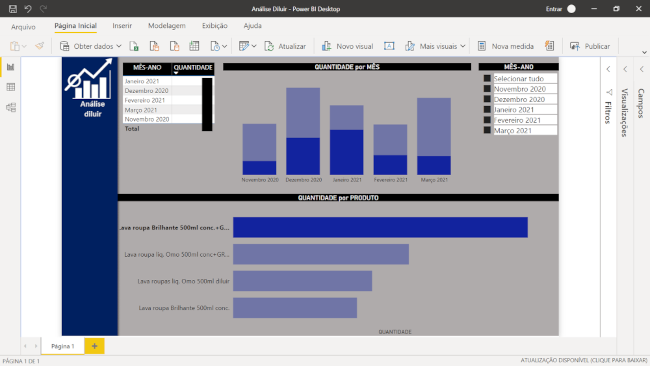 Análise Diluir - Power BI Desktop
Entrar
Arquivo
Página Inicial
Inserir
Modelagem
Exibição
Ajuda
Obter dados
Atualizar
Novo visual
Mais visuais
Nova medida
Publicar
Análise
diluir
MÊS-ANO QUANTIDADE
Janeiro 2021
Dezembro 2020
Fevereiro 2021
Março 2021
Novembro 2020
Total
QUANTIDADE por MÊS
Novembro 2020
Dezembro 2020
Janeiro 2021
Fevereiro 2021
Março 2021
MÊS-ANO
Selecionar tudo
Novembro 2020
Dezembro 2020
Janeiro 2021
Fevereiro 2021
Março 2021
Filtros
Visualizações
Campos
QUANTIDADE por PRODUTO
Lava roupa Brilhante 500ml conc.+G...
Lava roupa liq. Omo 500ml conc+GR...
Lava roupas liq. Omo 500ml diluir
Lava roupa Brilhante 500ml conc.
QUANTIDADE
Página 1
PÁGINA 1 DE 1
ATUALIZAÇÃO DISPONÍVEL (CLIQUE PARA BAIXAR)